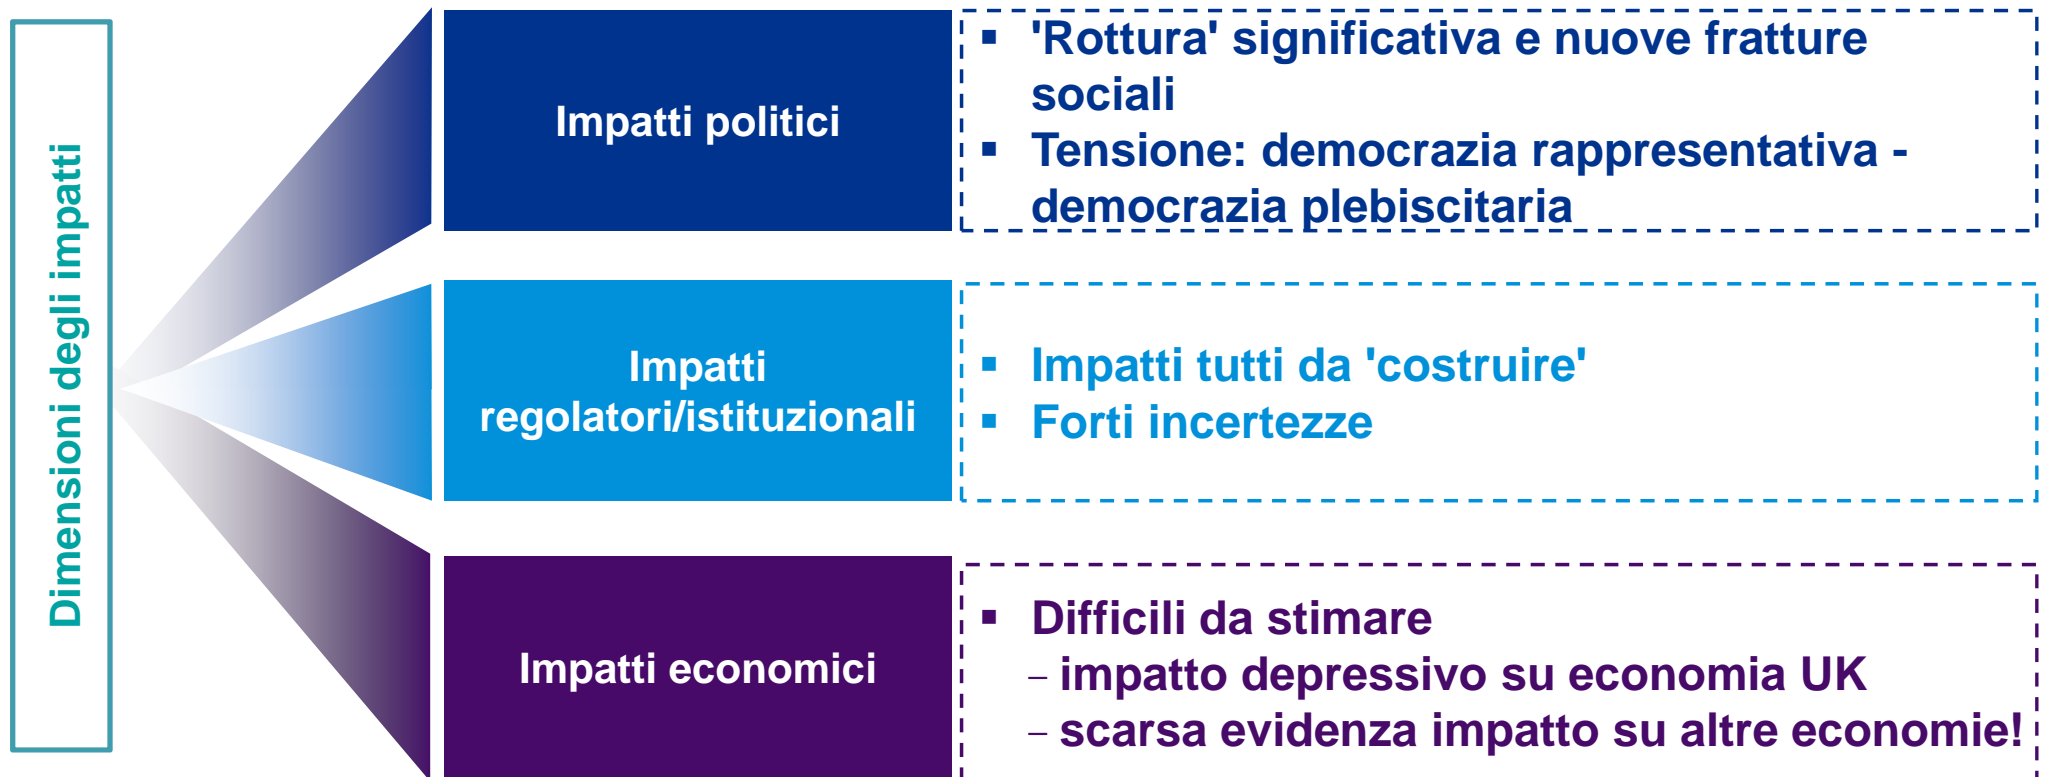 Dimensioni degli impatti
Impatti politici
▪ 'Rottura' significativa e nuove fratture
sociali
▪ Tensione: democrazia rappresentativa -
democrazia plebiscitaria
Impatti
regolatori/istituzionali
▪ Impatti tutti da 'costruire'
▪ Forti incertezze
Impatti economici
▪ Difficili da stimare
– impatto depressivo su economia UK
– scarsa evidenza impatto su altre economie!